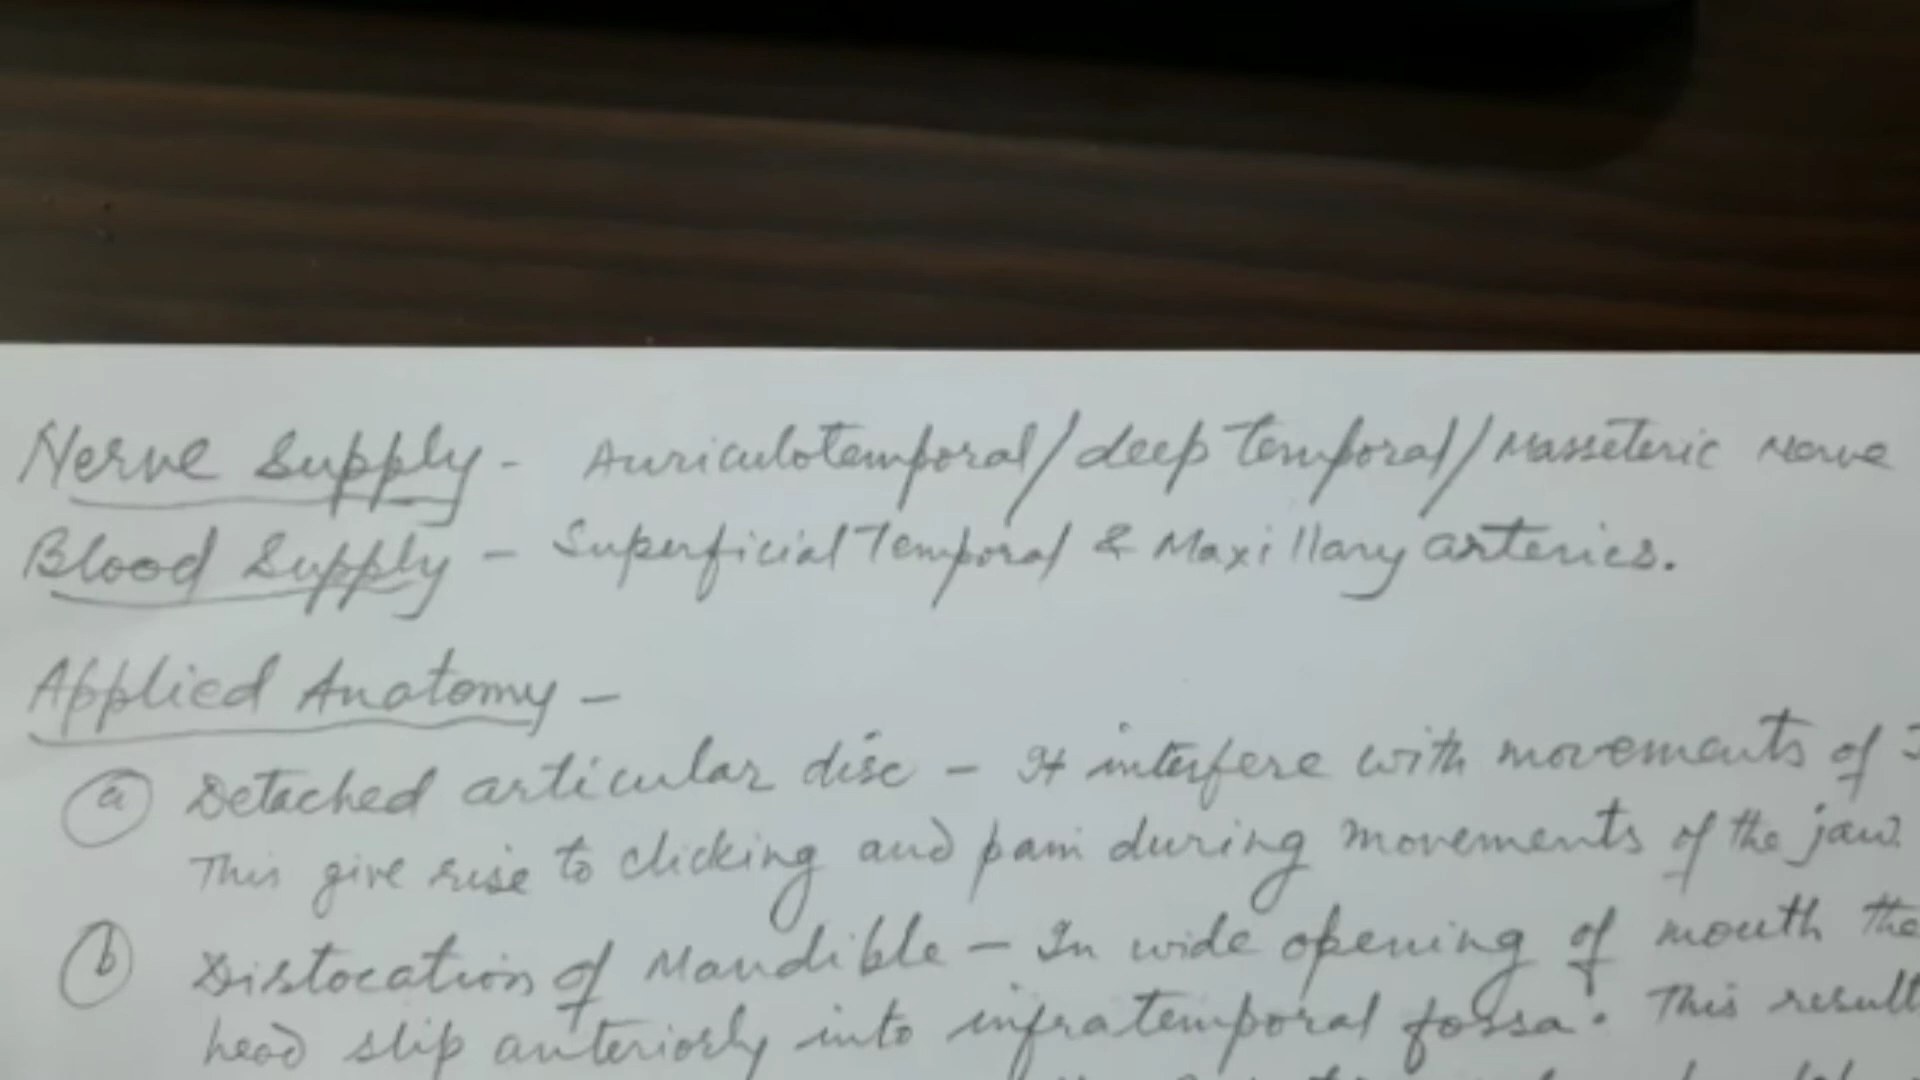 Nerve Supply - Auriculotemporal/deep temporal/Masseteric Nerve
Blood Supply - Superficial Temporal & Maxillary arteries.
Applied Anatomy -
a Detached articular disc - It interfere with movements of
This give rise to clicking and pain during movements of the jaw.
b Dislocation of Mandible - In wide opening of mouth the
head slip anteriorly into infratemporal fossa. This result